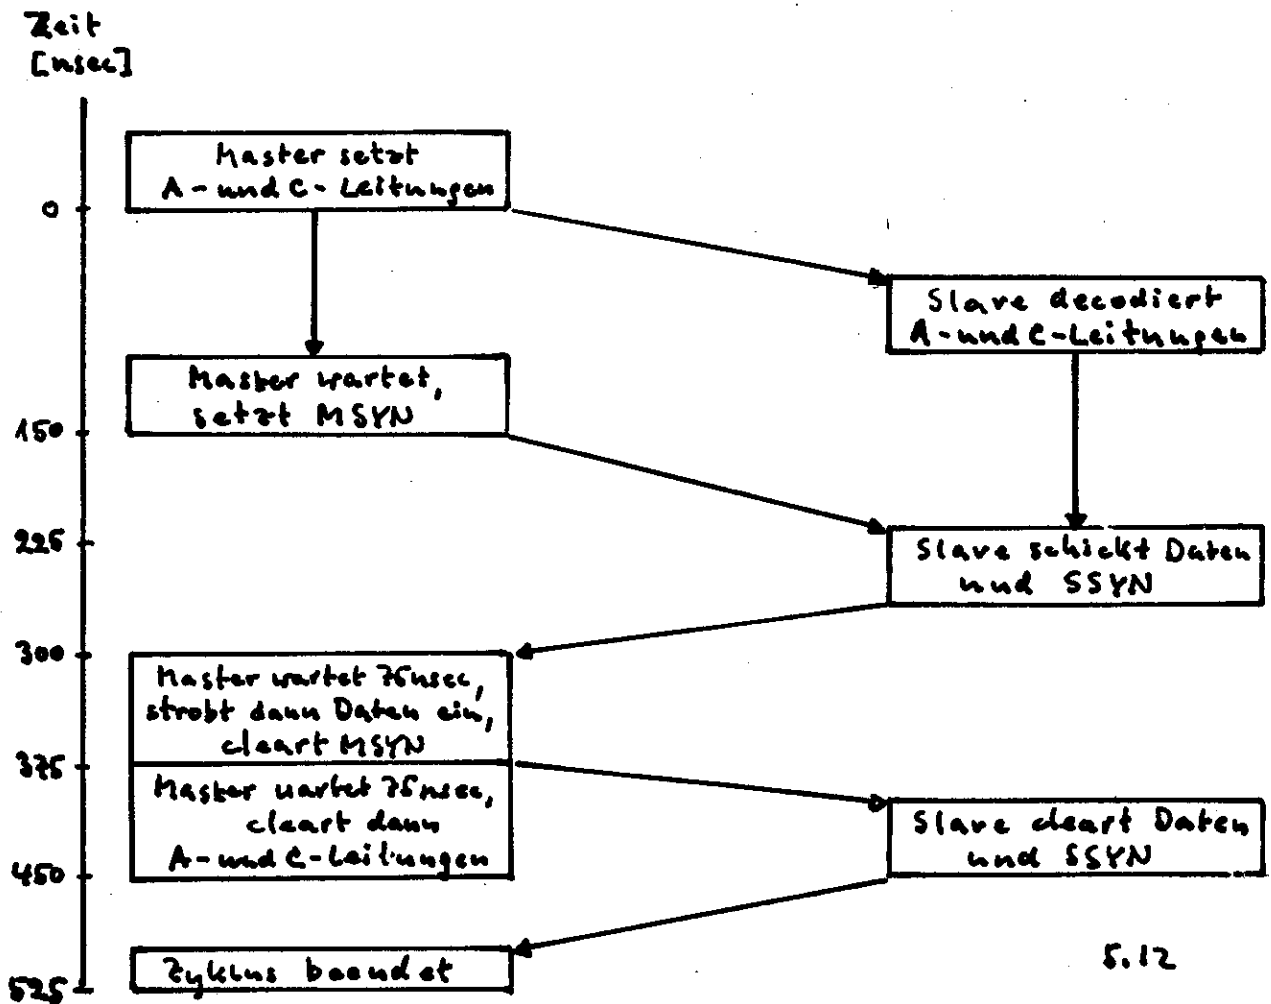 Zeit
[nsec]
Master setzt
A- und C-Leitungen
0
Slave decodiert
A- und C-Leitungen
Master wartet,
setzt MSYN
150
225
Slave schickt Daten
und SSYN
300
Master wartet 75nsec,
strobt dann Daten ein,
cleart MSYN
375
Master wartet 75nsec,
cleart dann
A- und C-Leitungen
Slave cleart Daten
und SSYN
450
Zyklus beendet
5.12
525